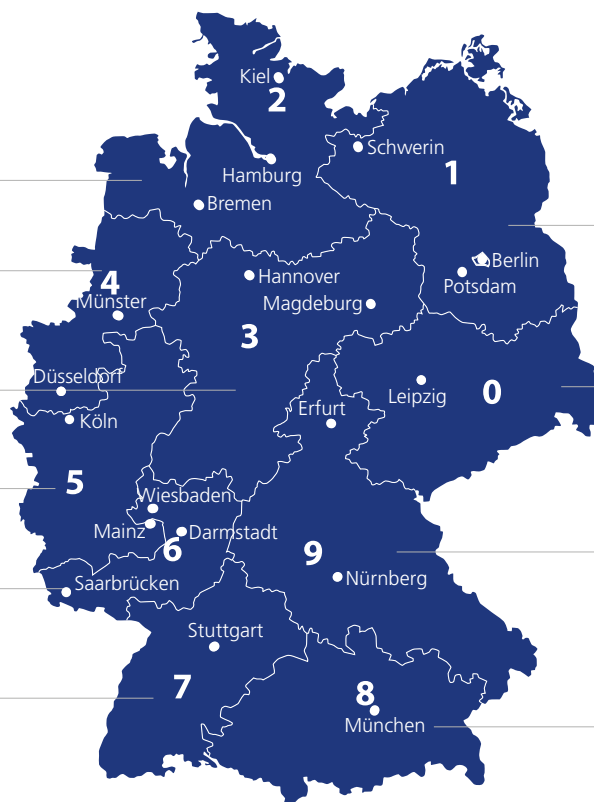 Kiel
2
Schwerin
1
Hamburg
Bremen
Berlin
Hannover
4
Potsdam
Münster
Magdeburg
3
Düsseldorf
Leipzig
0
Erfurt
Köln
5
Wiesbaden
Mainz
Darmstadt
6
9
Nürnberg
Saarbrücken
Stuttgart
7
8
München